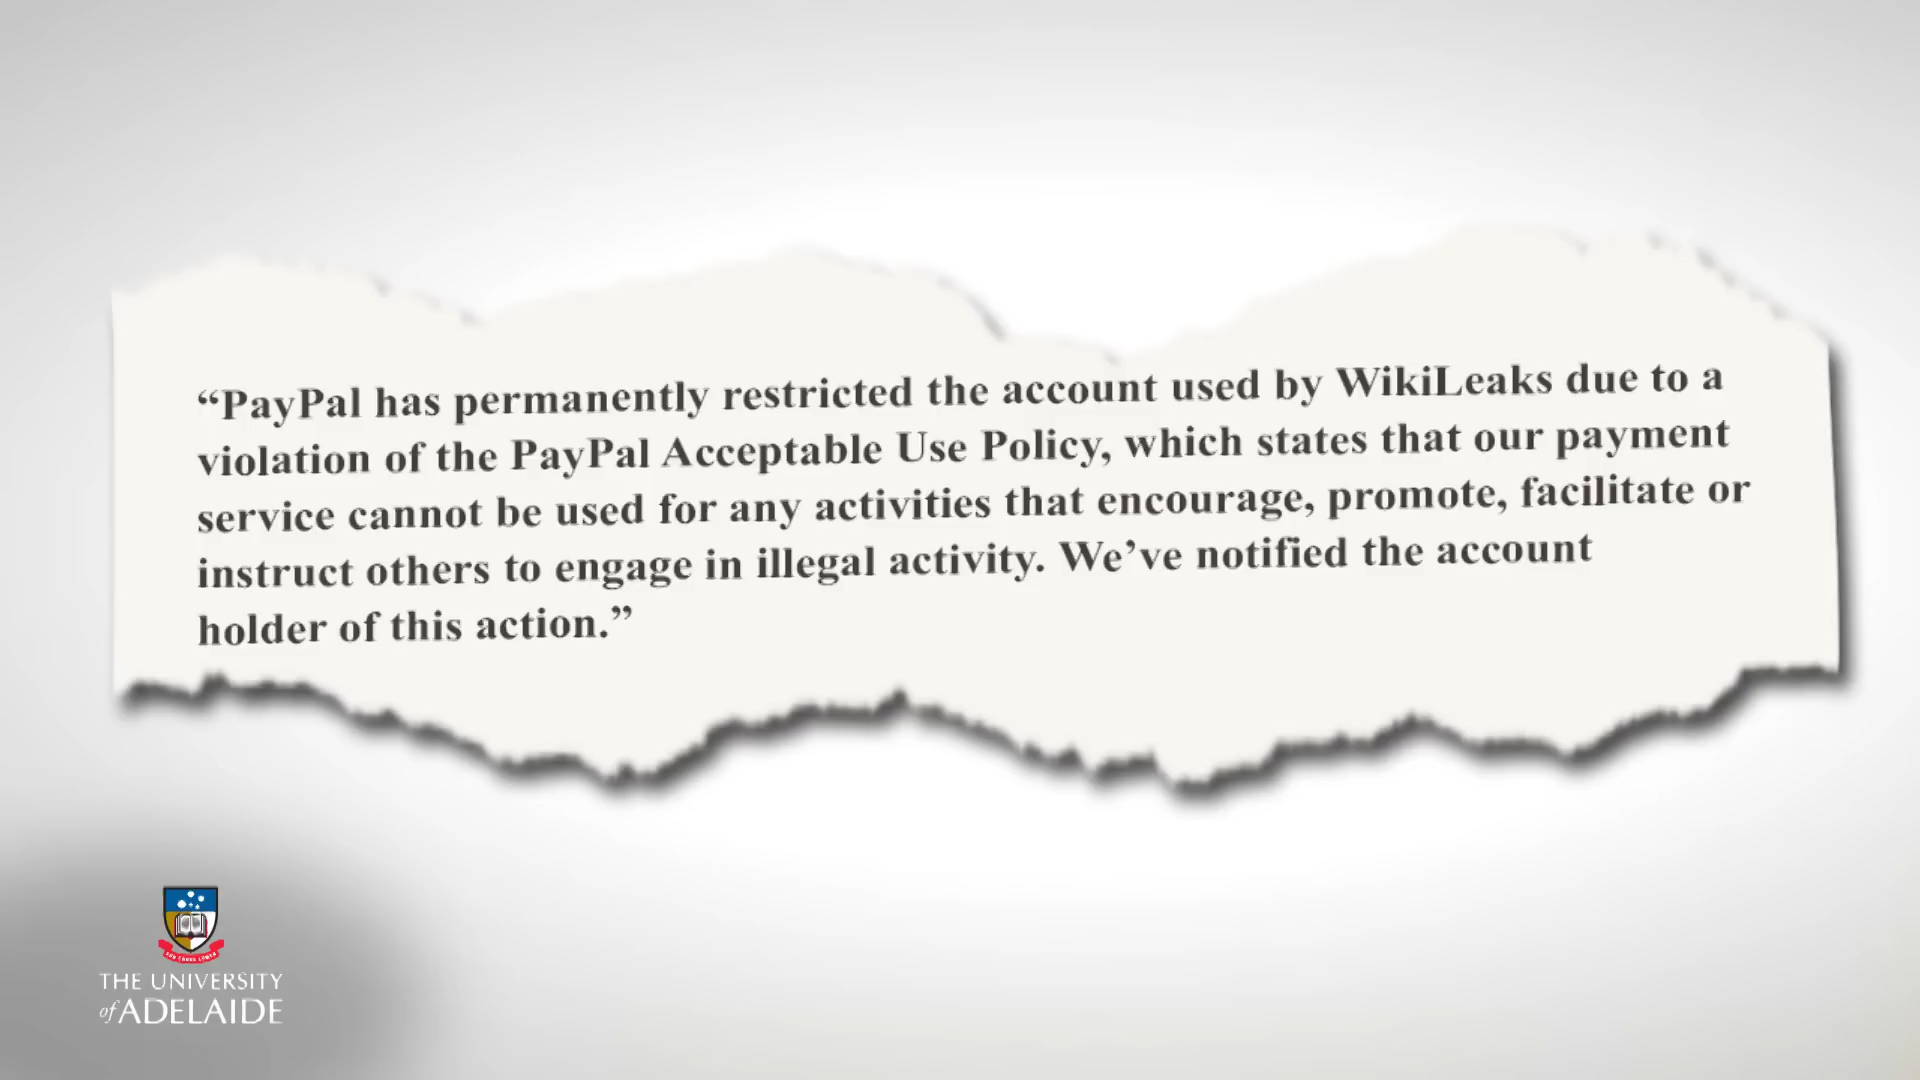 “PayPal has permanently restricted the account used by WikiLeaks due to a
violation of the PayPal Acceptable Use Policy, which states that our payment
service cannot be used for any activities that encourage, promote, facilitate or
instruct others to engage in illegal activity. We’ve notified the account
holder of this action.”
THE UNIVERSITY
of ADELAIDE